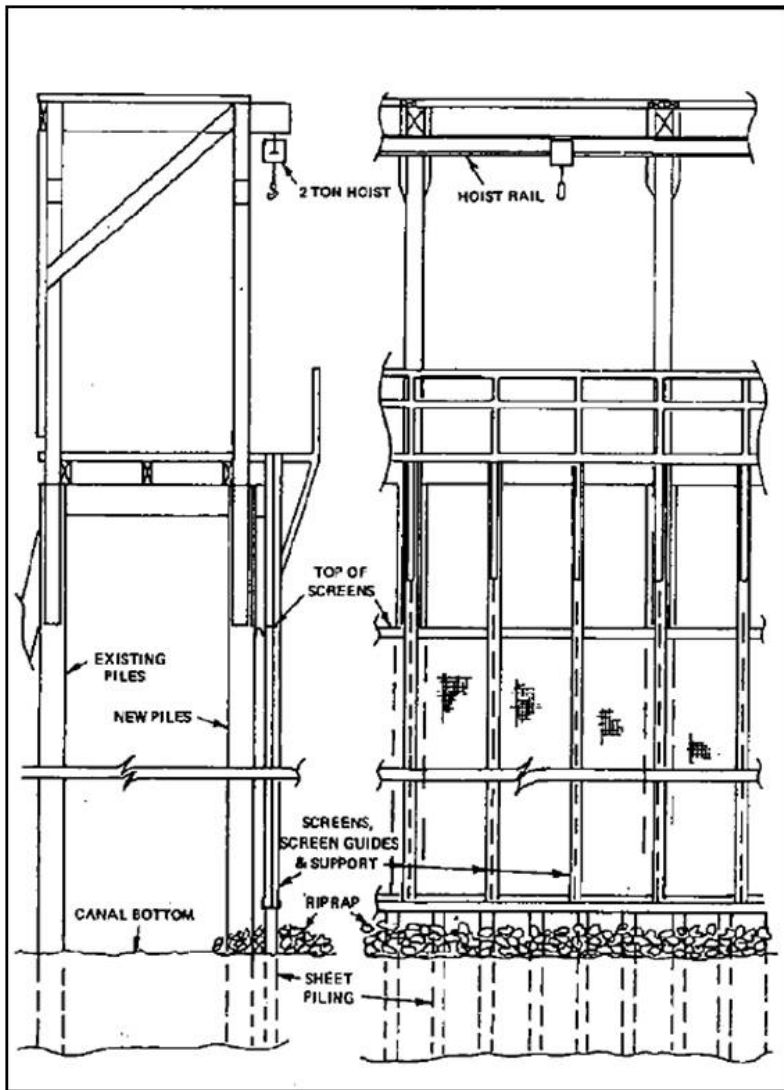 2 TON HOIST
HOIST RAIL
TOP OF
SCREENS
EXISTING
PILES
NEW PILES
SCREENS,
SCREEN GUIDES
& SUPPORT
RIPRAP
CANAL BOTTOM
SHEET
PILING